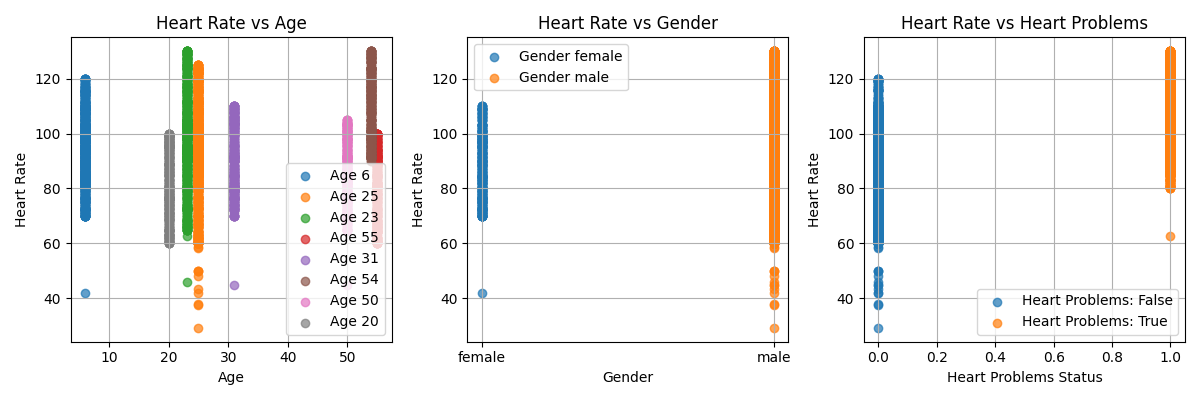 Heart Rate vs Age
Heart Rate
120
100
80
60
40
Age 6
Age 25
Age 23
Age 55
Age 31
Age 54
Age 50
Age 20
10 20 30 40 50
Age
Heart Rate vs Gender
Heart Rate
120
100
80
60
40
Gender female
Gender male
female male
Gender
Heart Rate vs Heart Problems
Heart Rate
120
100
80
60
40
Heart Problems: False
Heart Problems: True
0.0 0.2 0.4 0.6 0.8 1.0
Heart Problems Status